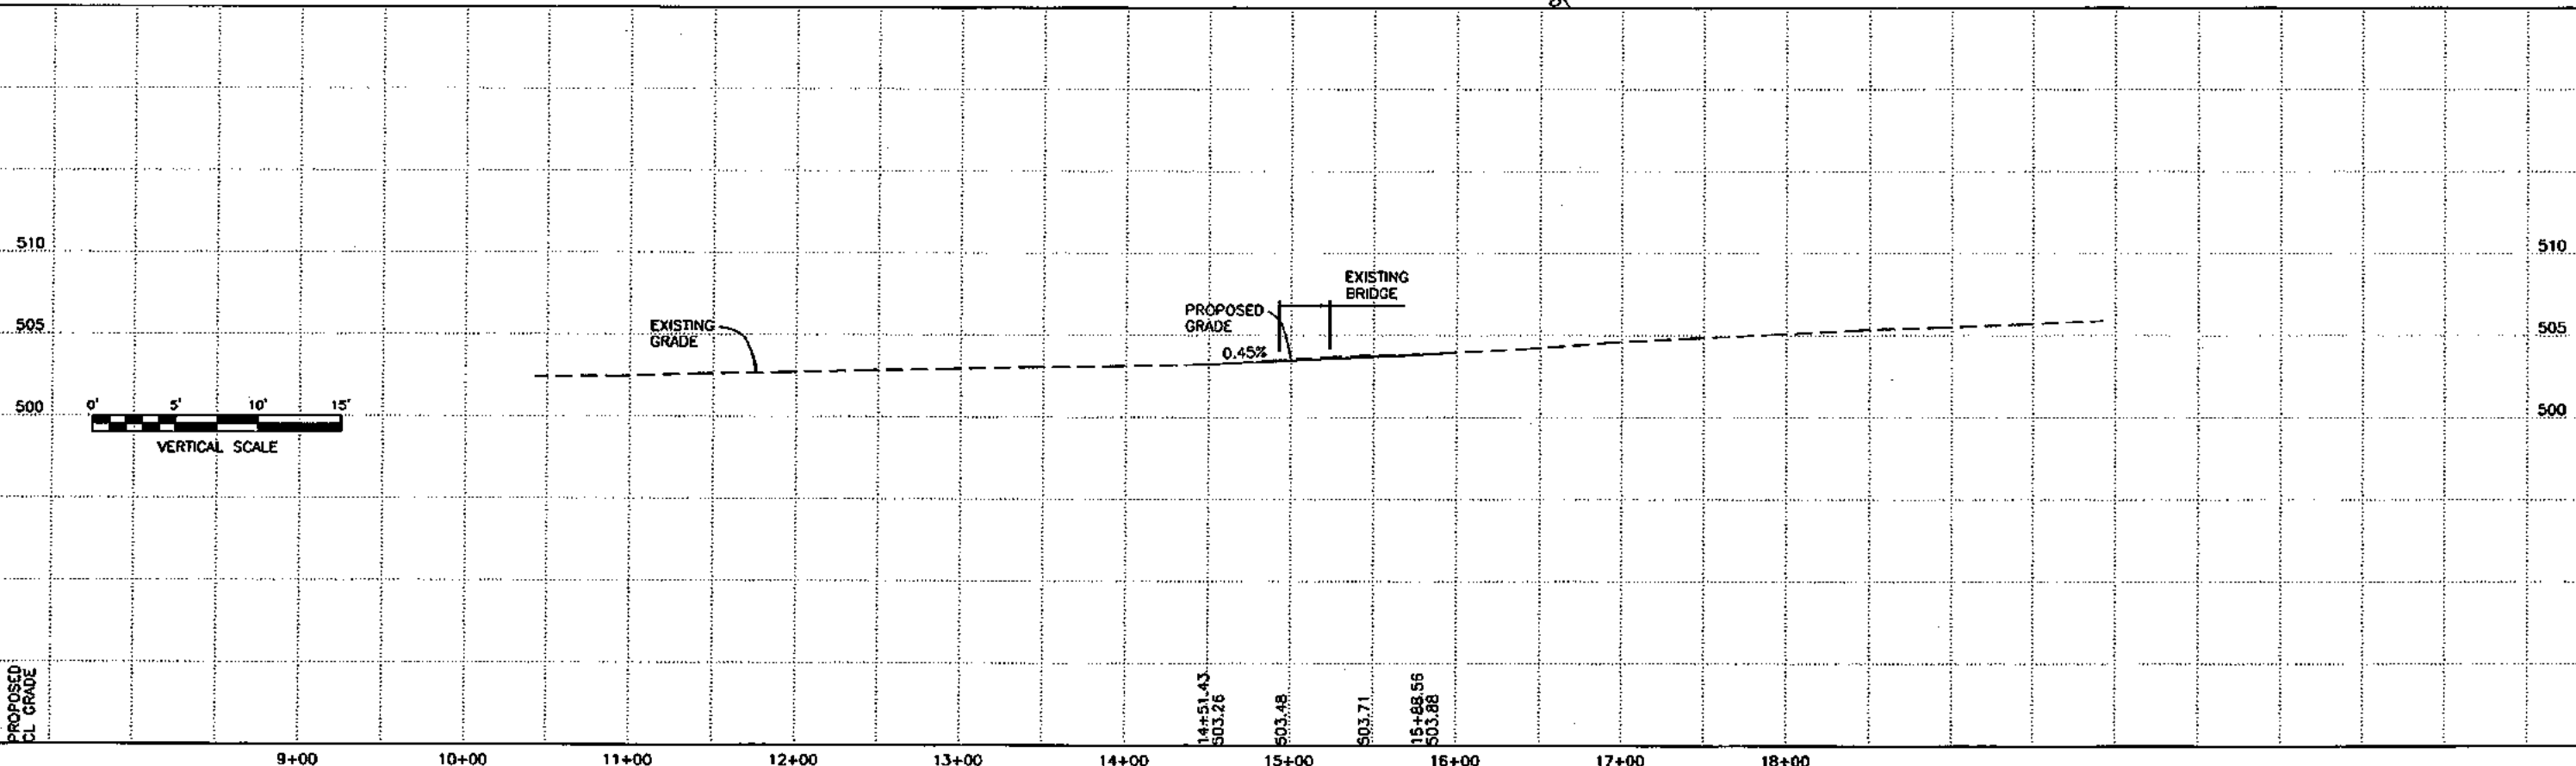 510
510
EXISTING
BRIDGE
PROPOSED
GRADE
EXISTING
GRADE
505
505
0.45%
500
0' 5' 10' 15'
500
VERTICAL SCALE
PROPOSED
CL GRADE
14+51.43
503.26
503.48
503.71
15+88.56
503.88
9+00 10+00 11+00 12+00 13+00 14+00 15+00 16+00 17+00 18+00